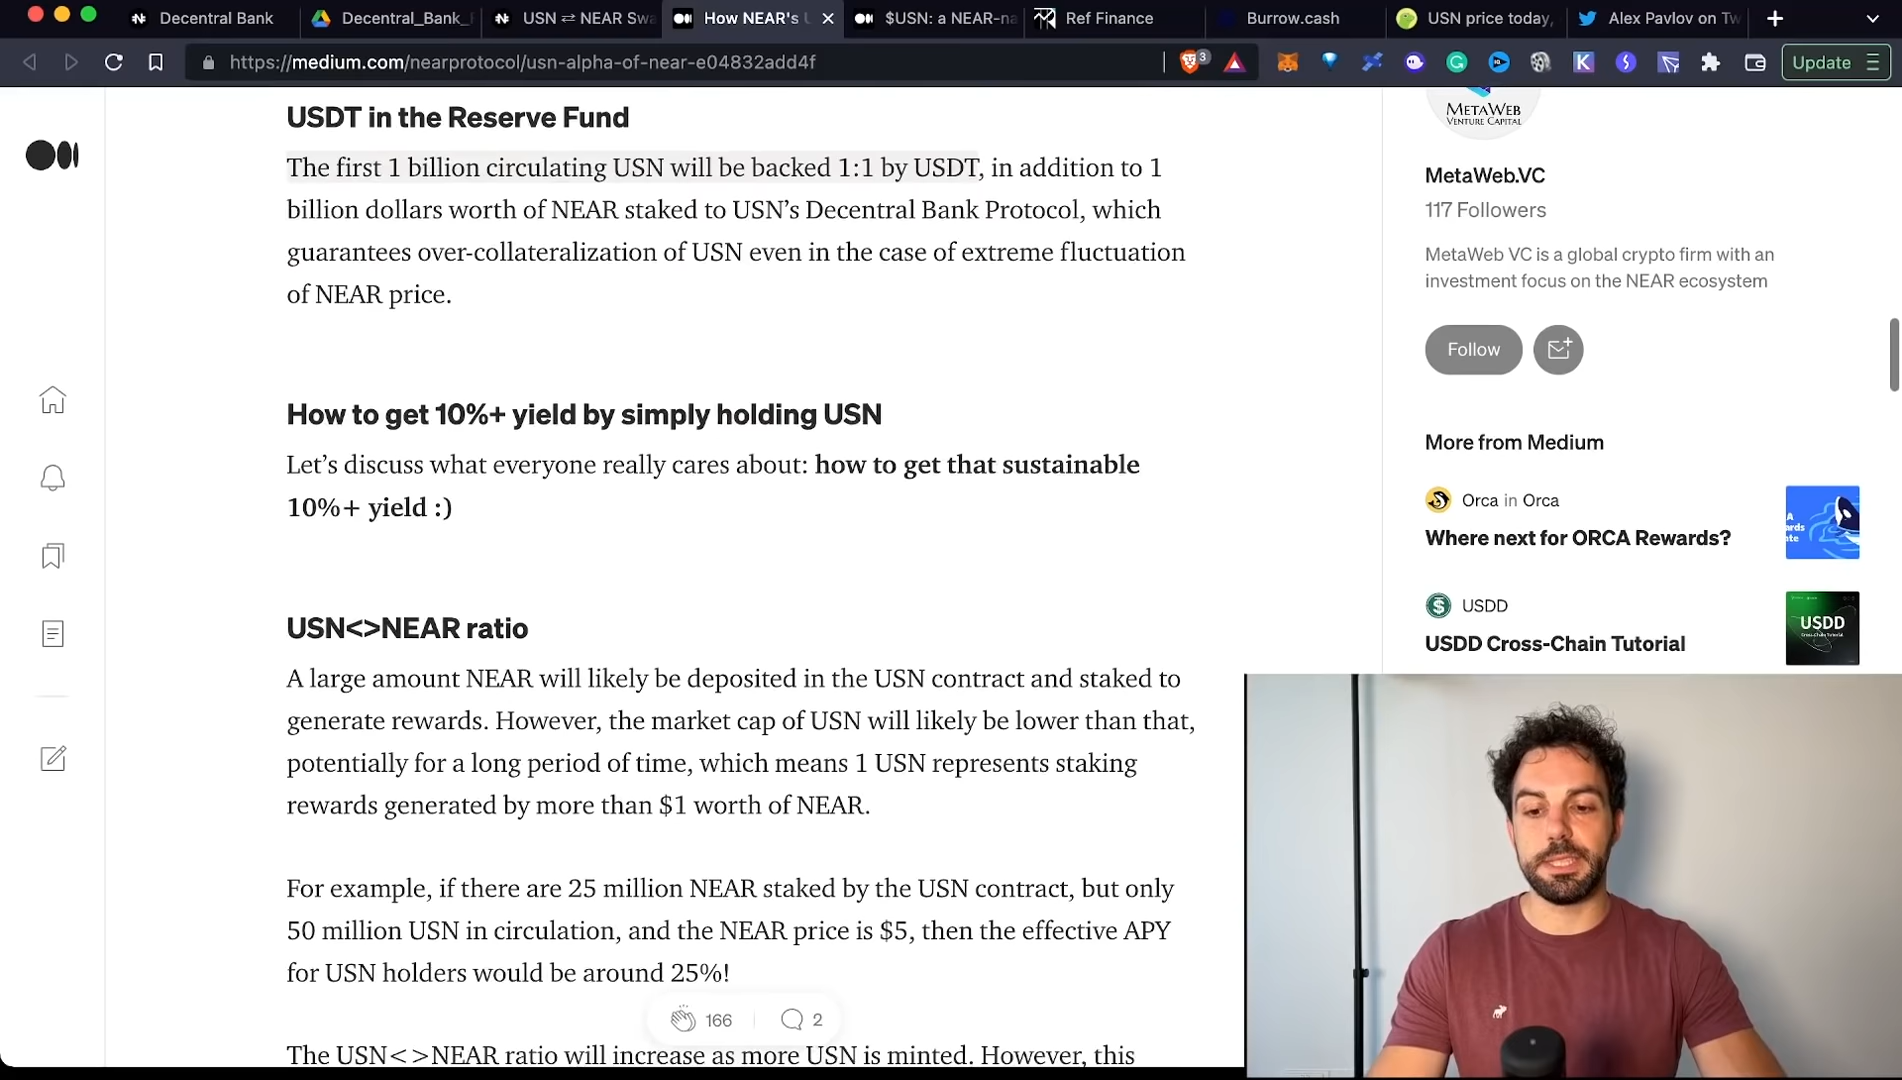 Decentral Bank
Decentral_Bank_
USN ⇄ NEAR Swa
How NEAR's
$USN: a NEAR-na
Ref Finance
Burrow.cash
USN price today,
Alex Pavlov on Tw
https://medium.com/nearprotocol/usn-alpha-of-near-e04832add4f
3
Update
USDT in the Reserve Fund
The first 1 billion circulating USN will be backed 1:1 by USDT, in addition to 1
billion dollars worth of NEAR staked to USN’s Decentral Bank Protocol, which
guarantees over-collateralization of USN even in the case of extreme fluctuation
of NEAR price.
How to get 10%+ yield by simply holding USN
Let’s discuss what everyone really cares about: how to get that sustainable
10%+ yield :)
USN<>NEAR ratio
A large amount NEAR will likely be deposited in the USN contract and staked to
generate rewards. However, the market cap of USN will likely be lower than that,
potentially for a long period of time, which means 1 USN represents staking
rewards generated by more than $1 worth of NEAR.
For example, if there are 25 million NEAR staked by the USN contract, but only
50 million USN in circulation, and the NEAR price is $5, then the effective APY
for USN holders would be around 25%!
166
2
The USN<>NEAR ratio will increase as more USN is minted. However, this
METAWEB
VENTURE CAPITAL
MetaWeb.VC
117 Followers
MetaWeb VC is a global crypto firm with an
investment focus on the NEAR ecosystem
Follow
More from Medium
Orca in Orca
Where next for ORCA Rewards?
USDD
USDD Cross-Chain Tutorial
USDD